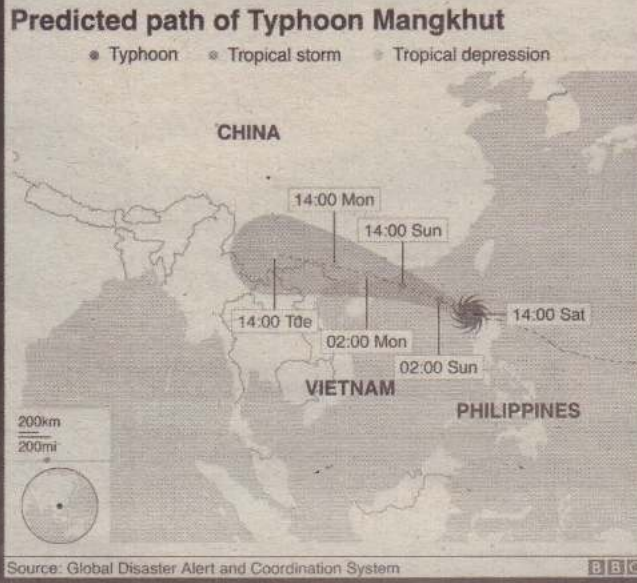 Predicted path of Typhoon Mangkhut
Typhoon Tropical storm Tropical depression
CHINA
14:00 Mon
14:00 Sun
14:00 Sat
14:00 Tue
02:00 Mon
02:00 Sun
VIETNAM
PHILIPPINES
200km
200mi
Source: Global Disaster Alert and Coordination System
BBC